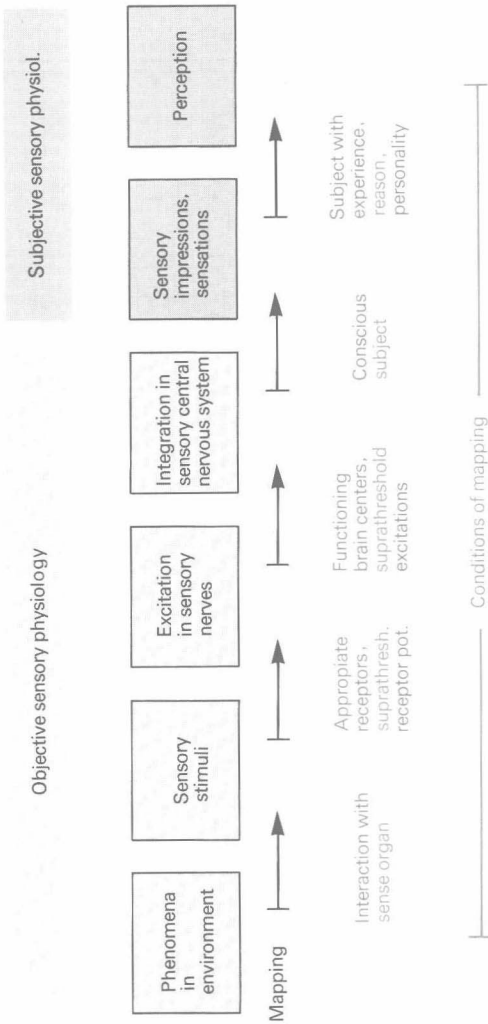 Objective sensory physiology
Subjective sensory physiol.
Phenomena
in
environment
Sensory
stimuli
Excitation
in sensory
nerves
Integration in
sensory central
nervous system
Sensory
impressions,
sensations
Perception
Mapping
Interaction with
sense organ
Appropiate
receptors,
suprathresh.
receptor pot.
Functioning
brain centers,
suprathreshold
excitations
Conscious
subject
Subject with
experience,
reason,
personality
Conditions of mapping